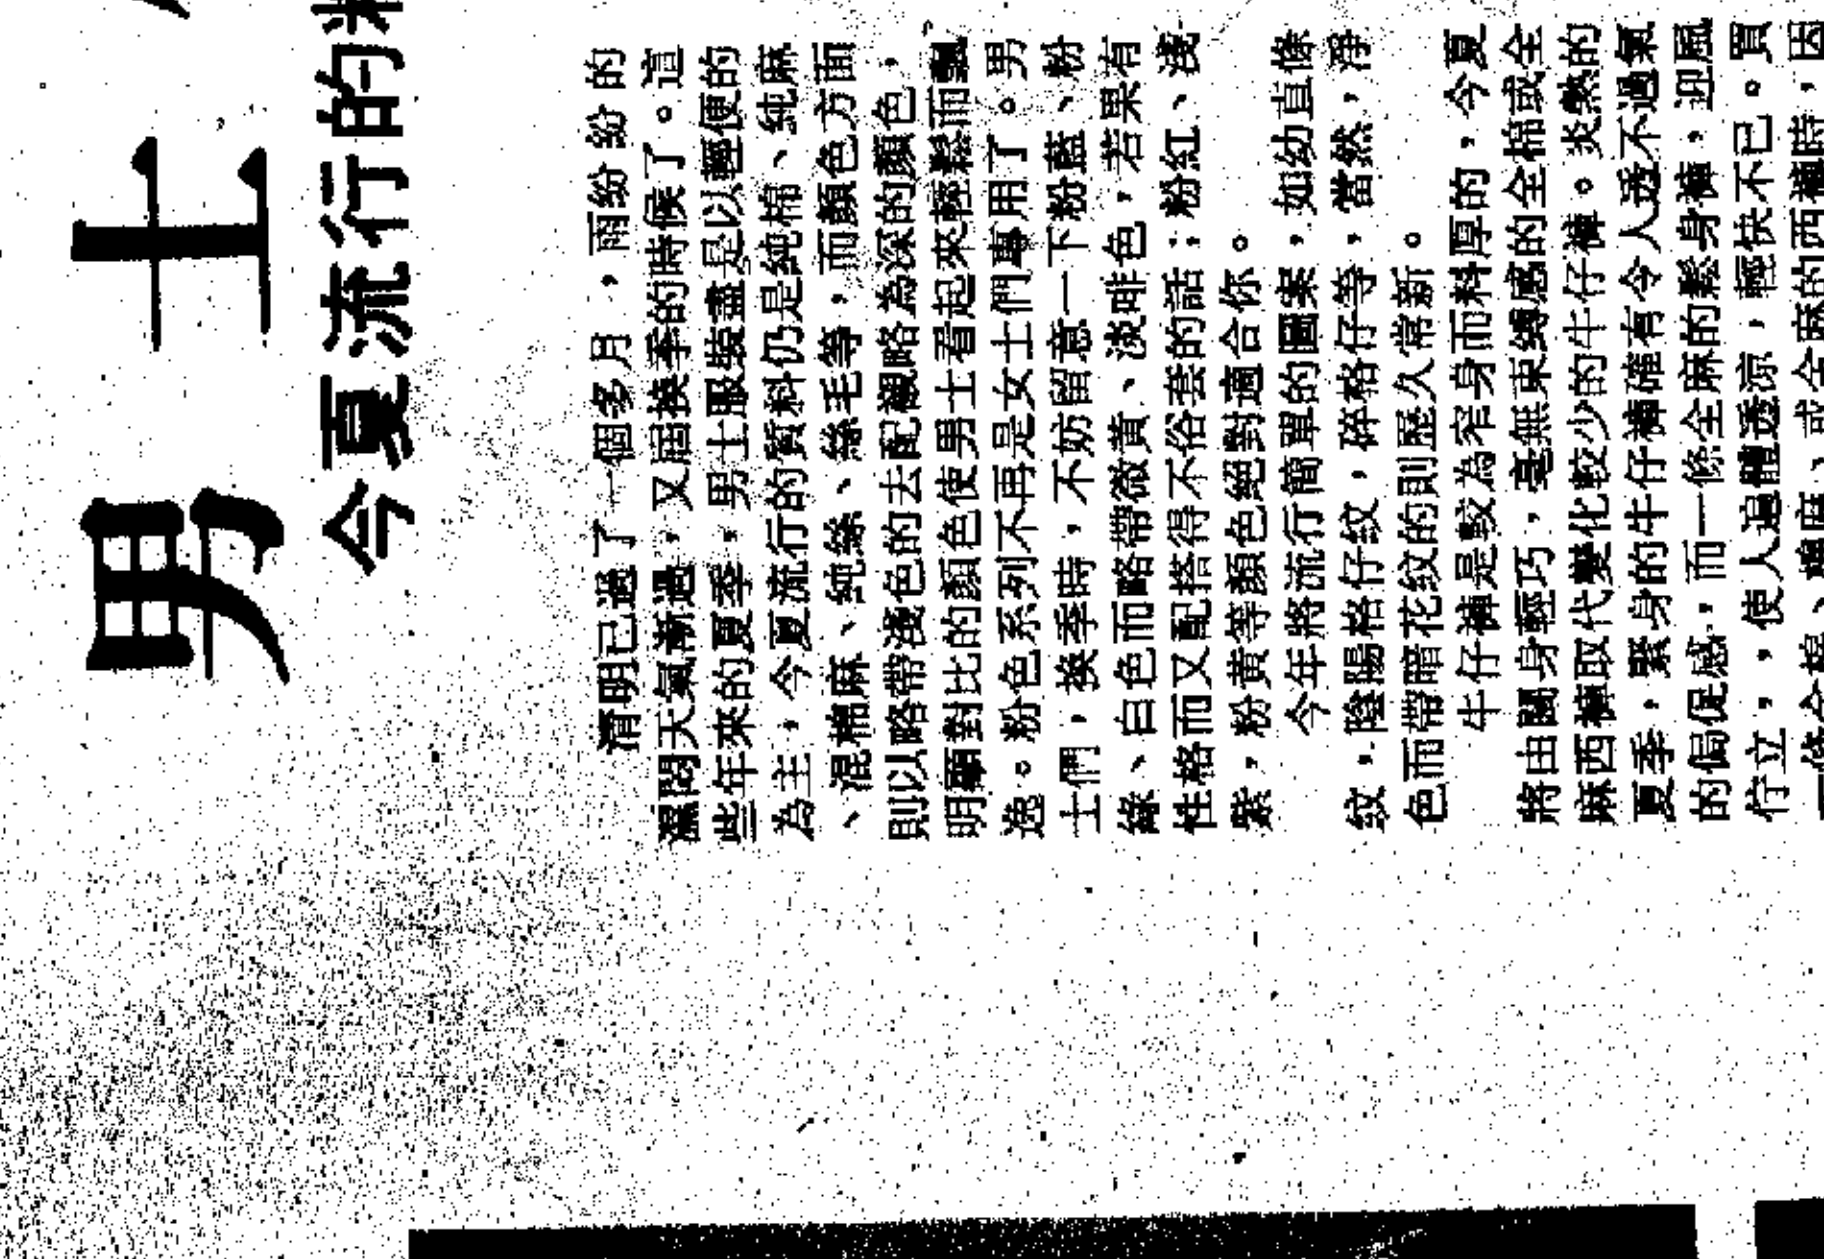 男士
今夏流行的
清明已過了一個多月，雨紛紛的
濕悶天氣漸過，又屆換季的時候了。這
些年來的夏季，男士服裝盡是以輕便的
為主，今夏流行的質料仍是純棉、純麻
、混棉麻、純絲、絲毛等，而顏色方面
則以略帶淺色的去配襯略為深的顏色，
明顯對比的顏色使男士看起來輕鬆而飄
逸。粉色系列不再是女士們專用了。男
士們，換季時，不妨留意一下粉藍、粉
綠、白色而略帶微黃、淡啡色，若果有
性格而又配搭得不俗套的話；粉紅、淺
紫，粉黃等顏色絕對適合你。
今年將流行簡單的圖案，如幼直條
紋，陰陽格仔紋，碎格仔等，當然，淨
色而帶暗花紋的則歷久常新。
牛仔褲是較為窄身而料厚的，今夏
將由闊身輕巧，毫無束縛感的全棉或全
麻西褲取代變化較少的牛仔褲。炎熱的
夏季，緊身的牛仔褲確有令人透不過氣
的侷促感，而一條全麻的鬆身褲，迎風
佇立，，使人遍體透涼，輕快不已。買